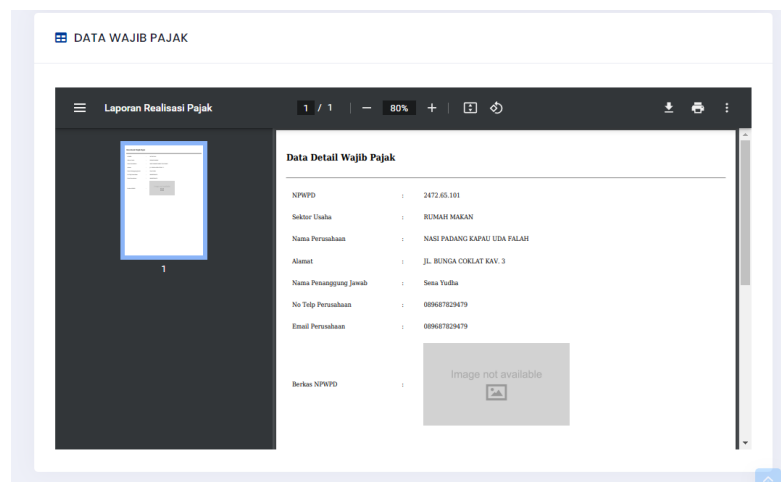 DATA WAJIB PAJAK
Laporan Realisasi Pajak 1 / 1 80%
1
Data Detail Wajib Pajak
NPWPD : 2472.65.101
Sektor Usaha : RUMAH MAKAN
Nama Perusahaan : NASI PADANG KAPAU UDA FALAH
Alamat : JL. BUNGA COKLAT KAV. 3
Nama Penanggung Jawab : Sena Yudha
No Telp Perusahaan : 089687829479
Email Perusahaan : 089687829479
Image not available
Berkas NPWPD :